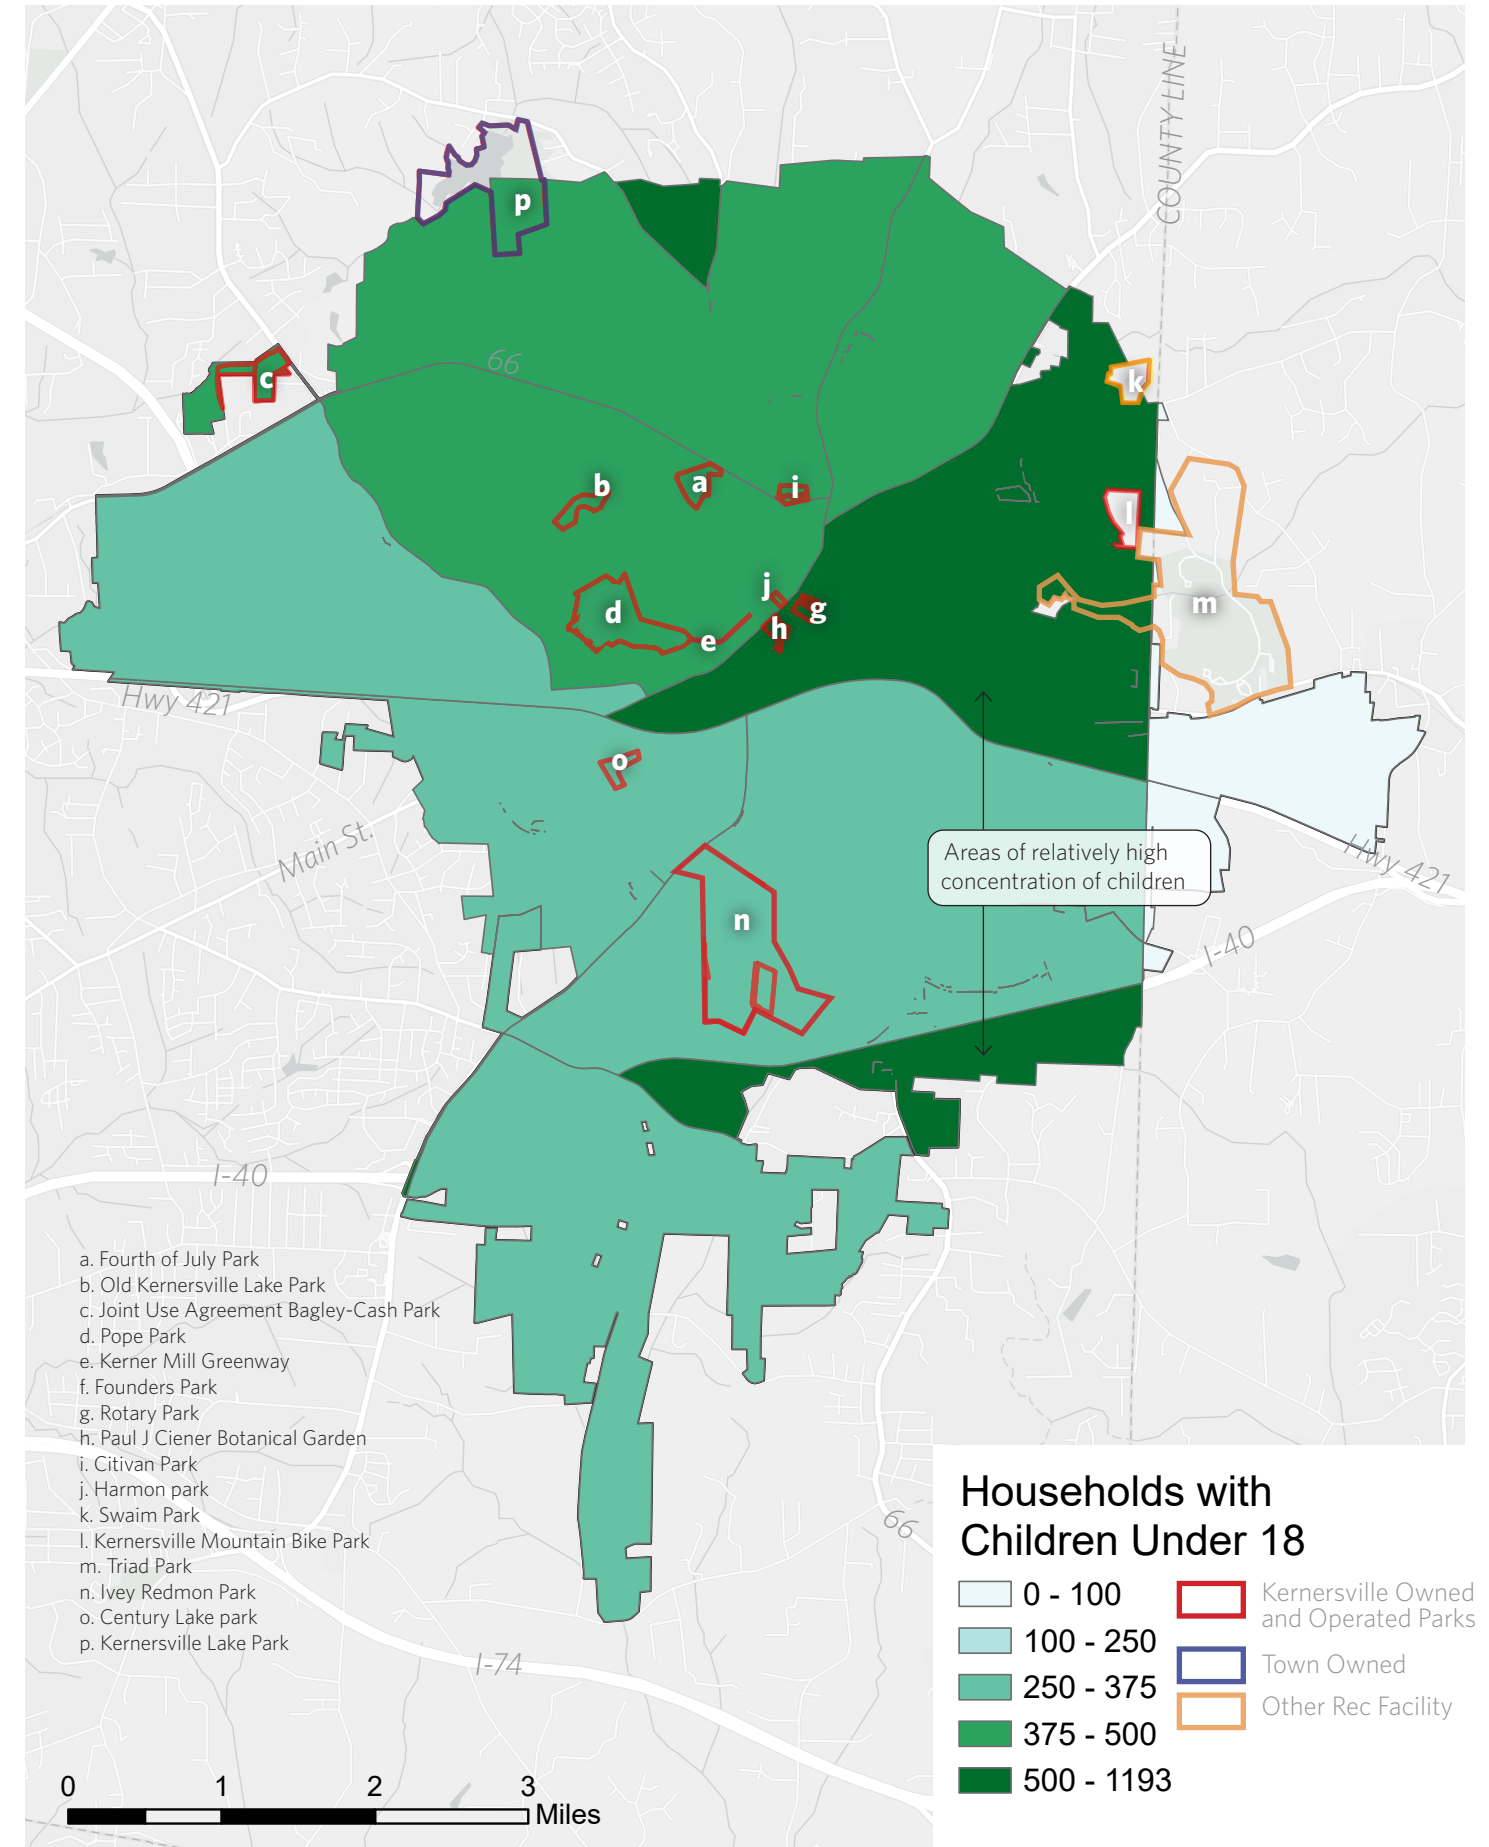 COUNTY LINE
p
66
c
k
b
a
i
l
j
g
d
h
e
m
Hwy 421
o
Main St.
Areas of relatively high
concentration of children
Hwy 421
n
I-40
I-40
a. Fourth of July Park
b. Old Kernersville Lake Park
c. Joint Use Agreement Bagley-Cash Park
d. Pope Park
e. Kerner Mill Greenway
f. Founders Park
g. Rotary Park
h. Paul J Ciener Botanical Garden
i. Citivan Park
j. Harmon park
k. Swaim Park
l. Kernersville Mountain Bike Park
m. Triad Park
n. Ivey Redmon Park
o. Century Lake park
p. Kernersville Lake Park
66
I-74
Households with
Children Under 18
0 - 100
100 - 250
250 - 375
375 - 500
500 - 1193
Kernersville Owned
and Operated Parks
Town Owned
Other Rec Facility
0 1 2 3
Miles